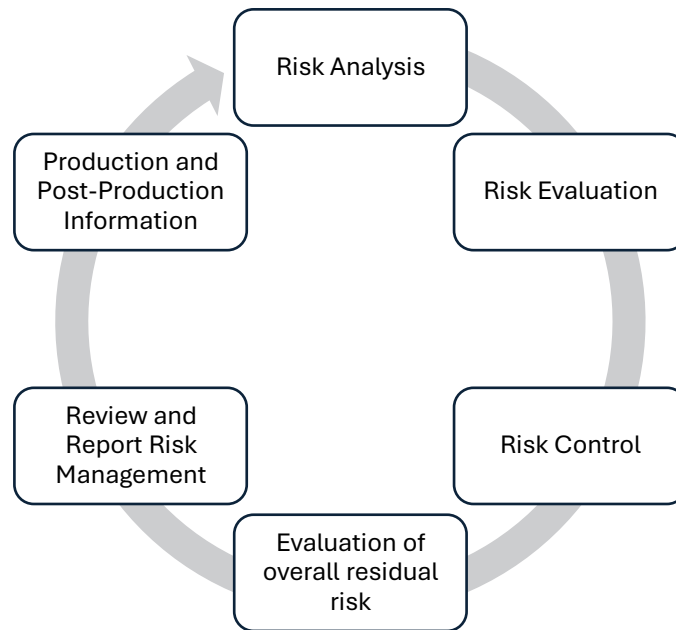 Risk Analysis
Risk Evaluation
Risk Control
Evaluation of
overall residual
risk
Review and
Report Risk
Management
Production and
Post-Production
Information